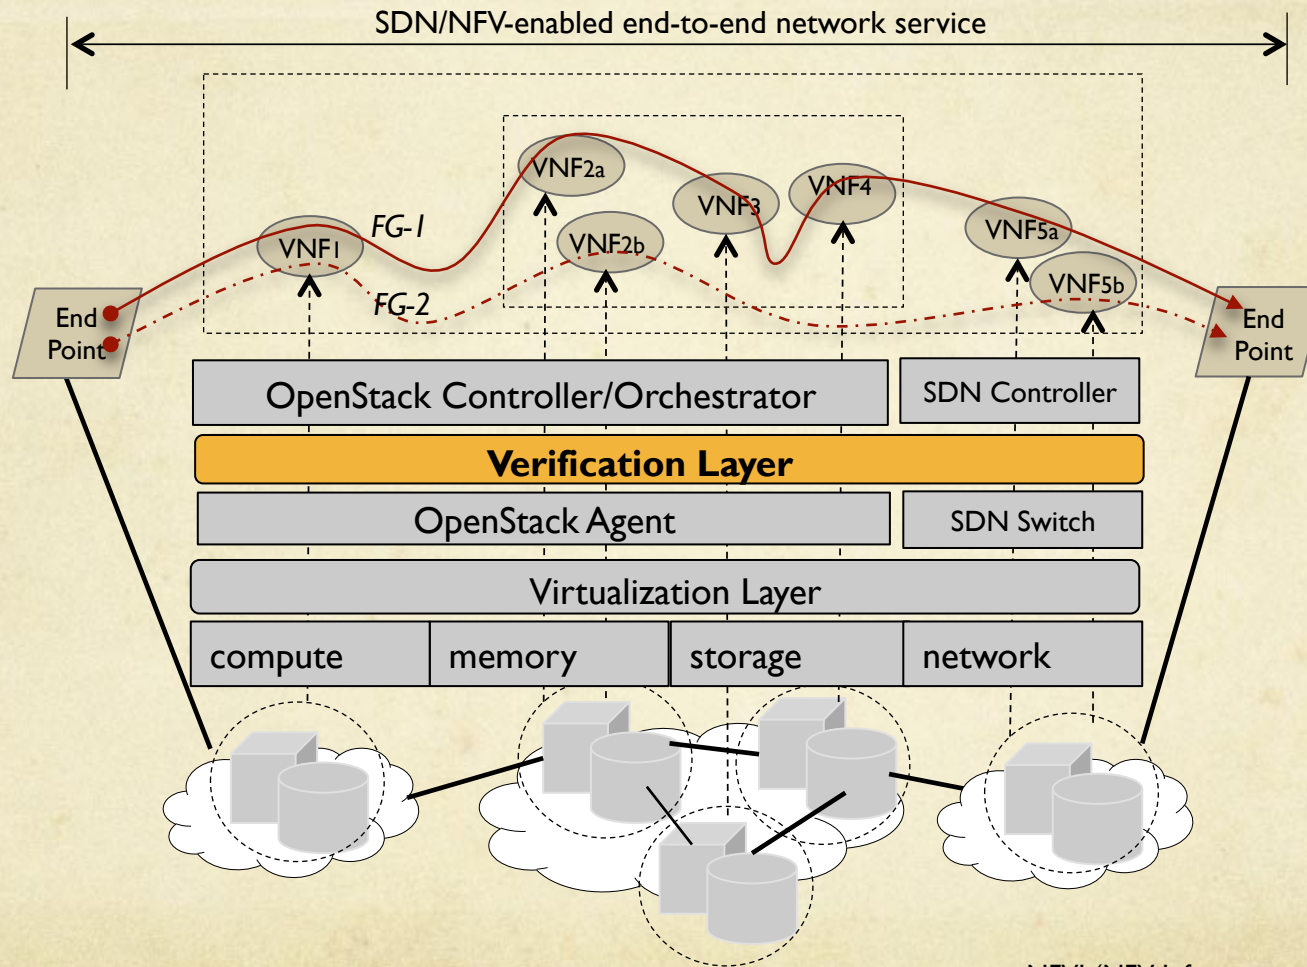 SDN/NFV-enabled end-to-end network service
VNF2a
VNF3
VNF4
FG-1
VNF1
VNF2b
VNF5a
VNF5b
FG-2
End
Point
End
Point
OpenStack Controller/Orchestrator
SDN Controller
Verification Layer
OpenStack Agent
SDN Switch
Virtualization Layer
compute
memory
storage
network